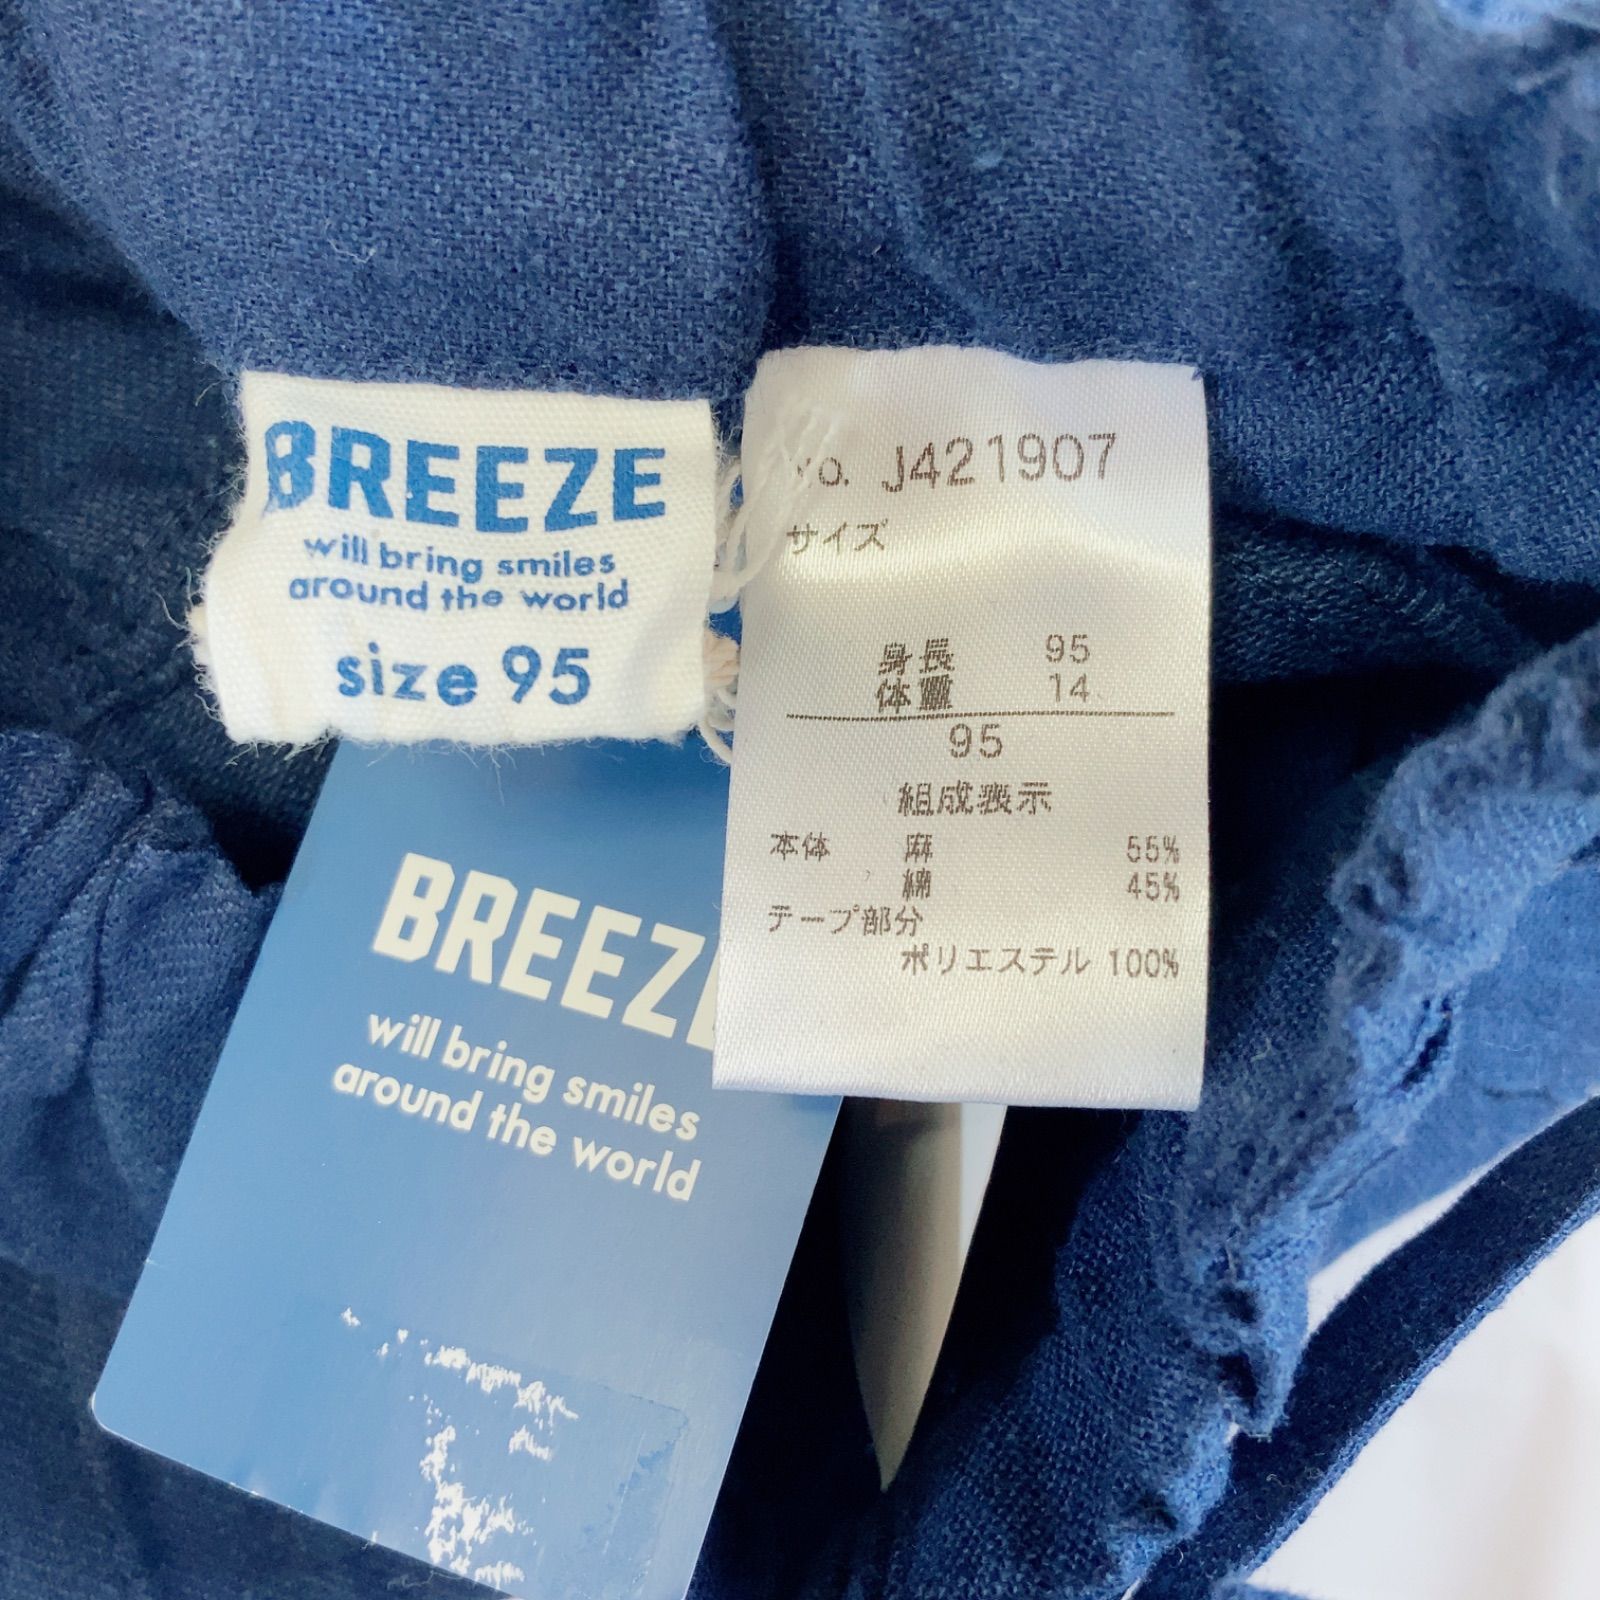 BREEZE
will bring smiles
around the world
size 95
No. J421907
サイズ
身長 95
体重 14
95
組成表示
本体 麻 55%
綿 45%
テープ部分
ポリエステル 100%
BREEZE
will bring smiles
around the world